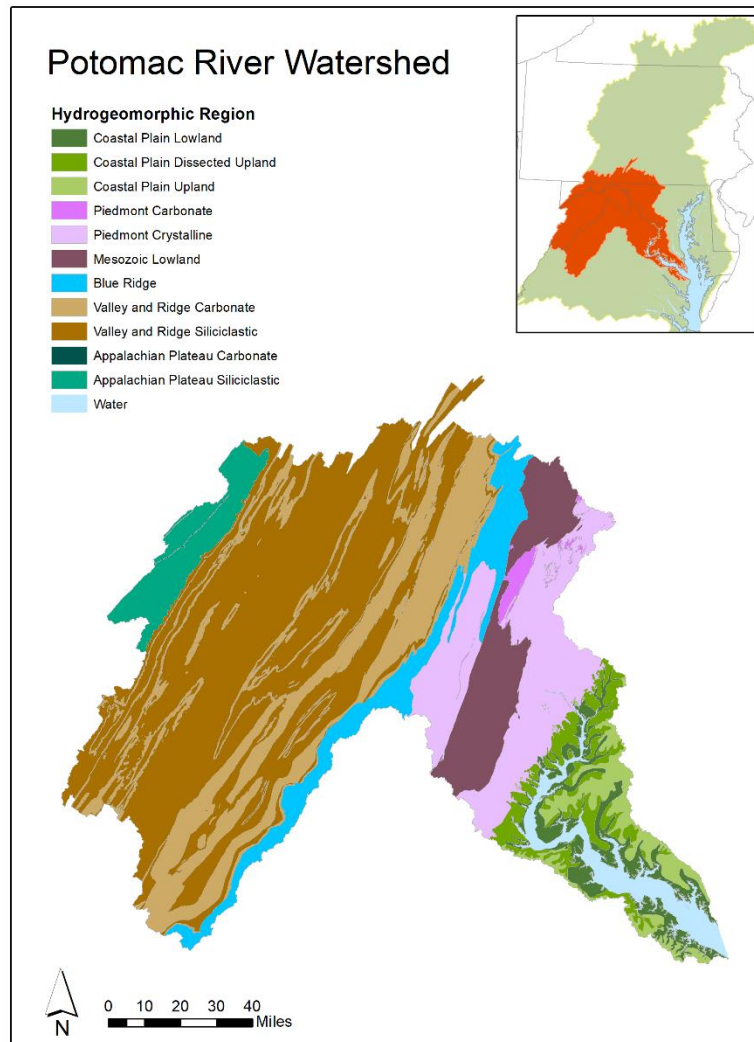 Potomac River Watershed
Hydrogeomorphic Region
Coastal Plain Lowland
Coastal Plain Dissected Upland
Coastal Plain Upland
Piedmont Carbonate
Piedmont Crystalline
Mesozoic Lowland
Blue Ridge
Valley and Ridge Carbonate
Valley and Ridge Siliciclastic
Appalachian Plateau Carbonate
Appalachian Plateau Siliciclastic
Water
N
0 10 20 30 40
Miles